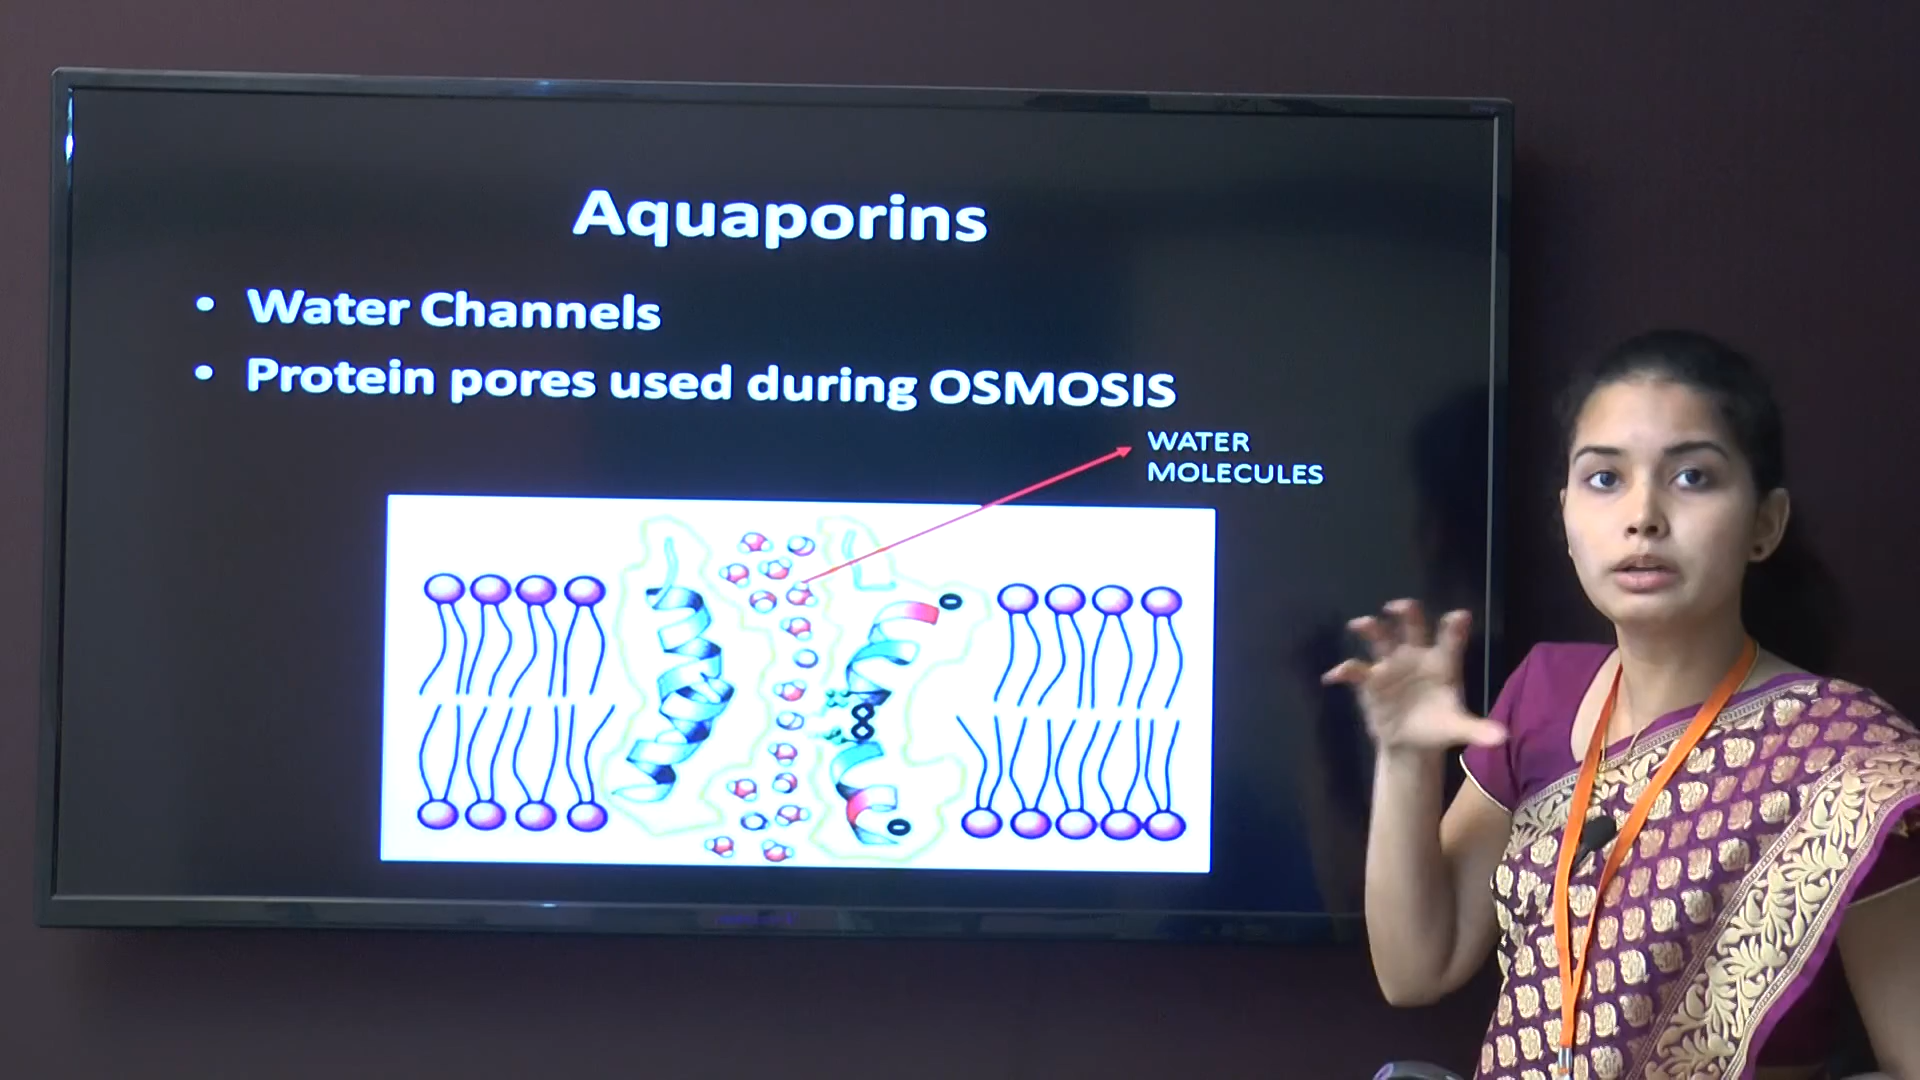 Aquaporins
• Water Channels
• Protein pores used during OSMOSIS
WATER
MOLECULES